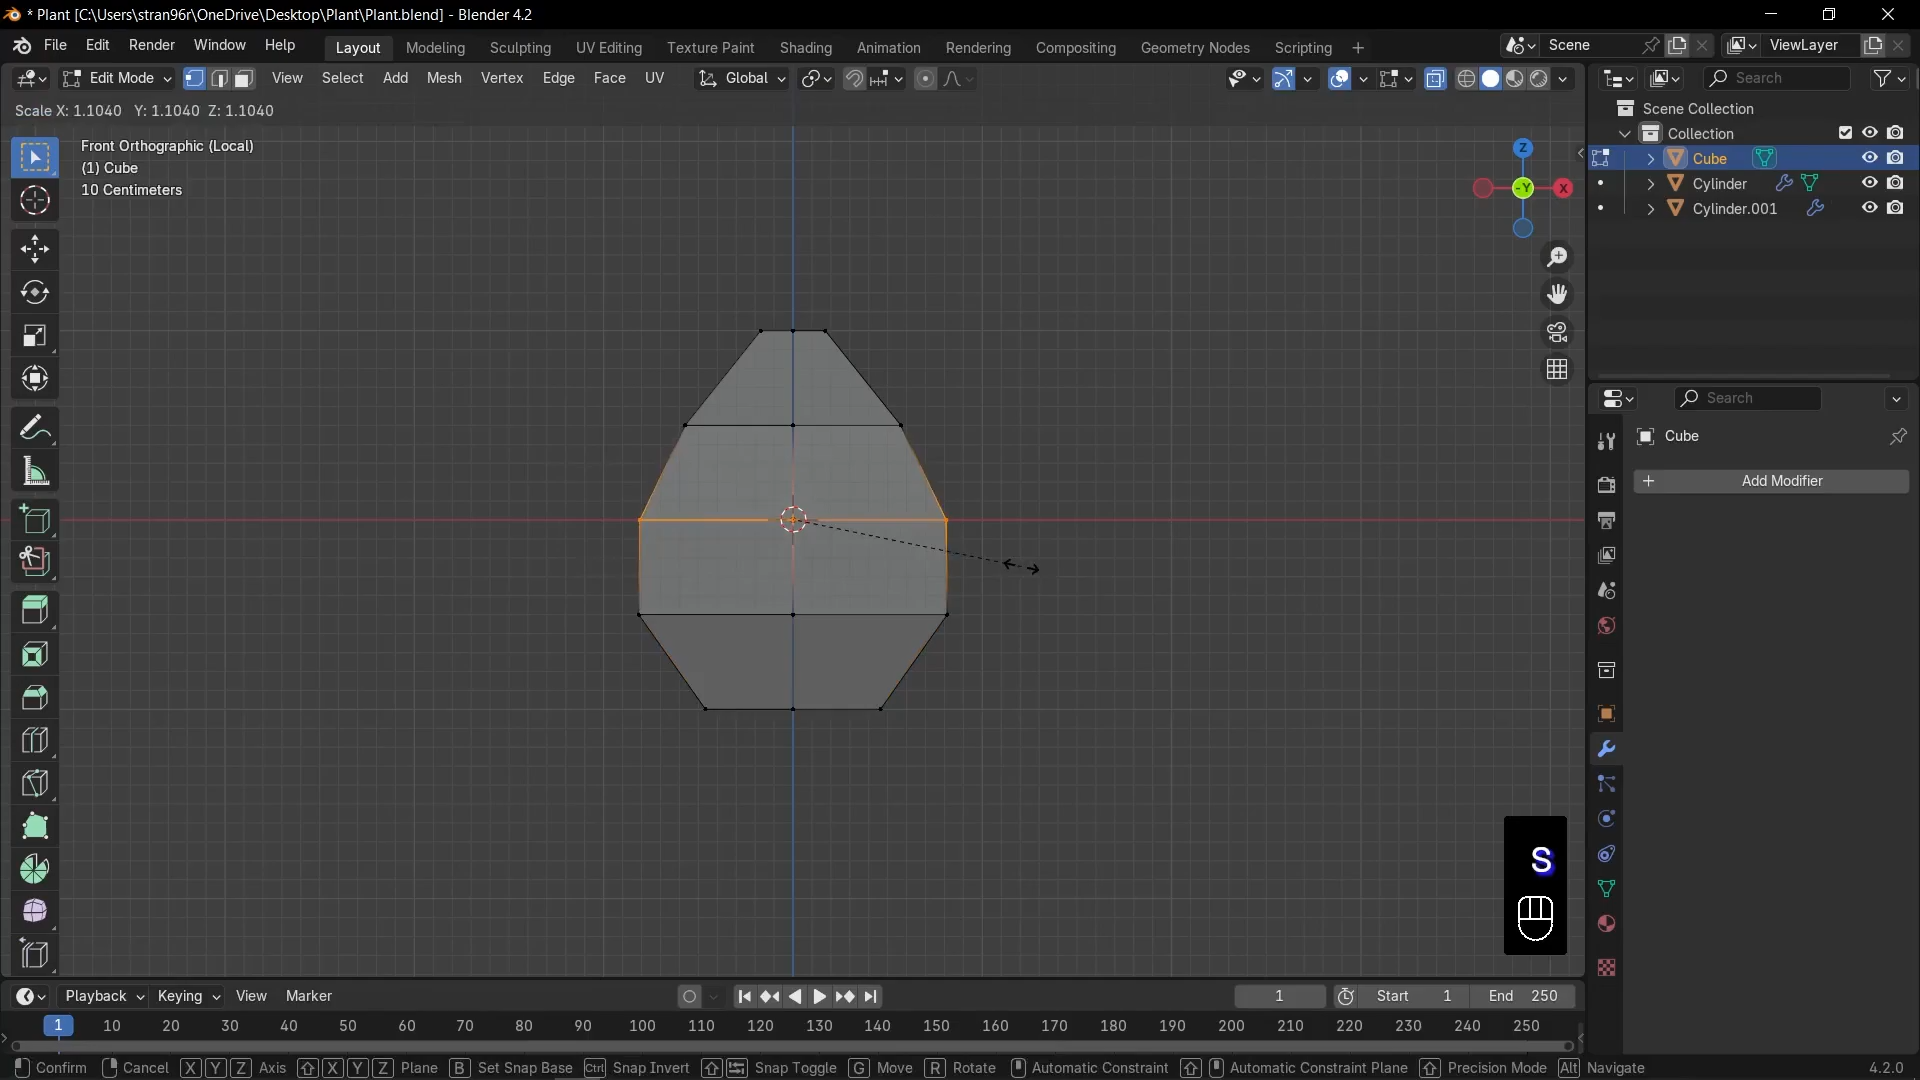 * Plant [C:\Users\stran96r\OneDrive\Desktop\Plant\Plant.blend] - Blender 4.2
File Edit Render Window Help Layout Modeling Sculpting UV Editing Texture Paint Shading Animation Rendering Compositing Geometry Nodes Scripting + Scene ViewLayer
Edit Mode View Select Add Mesh Vertex Edge Face UV Global Search
Scale X: 1.1040 Y: 1.1040 Z: 1.1040
Scene Collection
Collection
Cube
Cylinder
Cylinder.001
Front Orthographic (Local)
(1) Cube
10 Centimeters
Z
-Y
X
Search
Cube
+ Add Modifier
S
Playback Keying View Marker 1 Start 1 End 250
1 10 20 30 40 50 60 70 80 90 100 110 120 130 140 150 160 170 180 190 200 210 220 230 240 250
Confirm Cancel X Y Z Axis X Y Z Plane B Set Snap Base Ctrl Snap Invert Snap Toggle G Move R Rotate Automatic Constraint Automatic Constraint Plane Precision Mode Alt Navigate 4.2.0